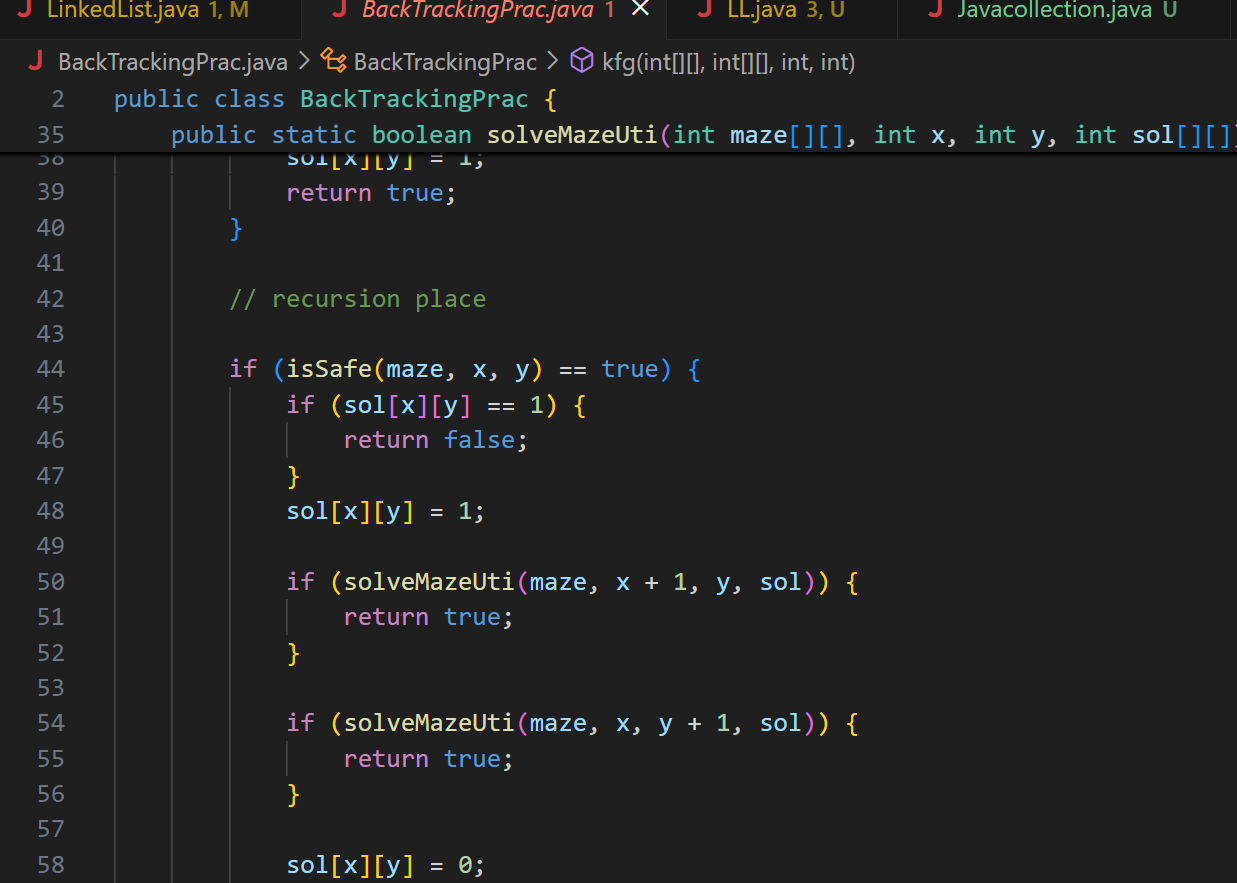 LinkedList.java 1, M BackTrackingPrac.java 1 LL.java 3, U Javacollection.java U
BackTrackingPrac.java > BackTrackingPrac > kfg(int[][], int[][], int, int)
2 public class BackTrackingPrac {
35 public static boolean solveMazeUti(int maze[][], int x, int y, int sol[][]
38 sol[x][y] = 1;
39 return true;
40 }
41
42 // recursion place
43
44 if (isSafe(maze, x, y) == true) {
45 if (sol[x][y] == 1) {
46 return false;
47 }
48 sol[x][y] = 1;
49
50 if (solveMazeUti(maze, x + 1, y, sol)) {
51 return true;
52 }
53
54 if (solveMazeUti(maze, x, y + 1, sol)) {
55 return true;
56 }
57
58 sol[x][y] = 0;